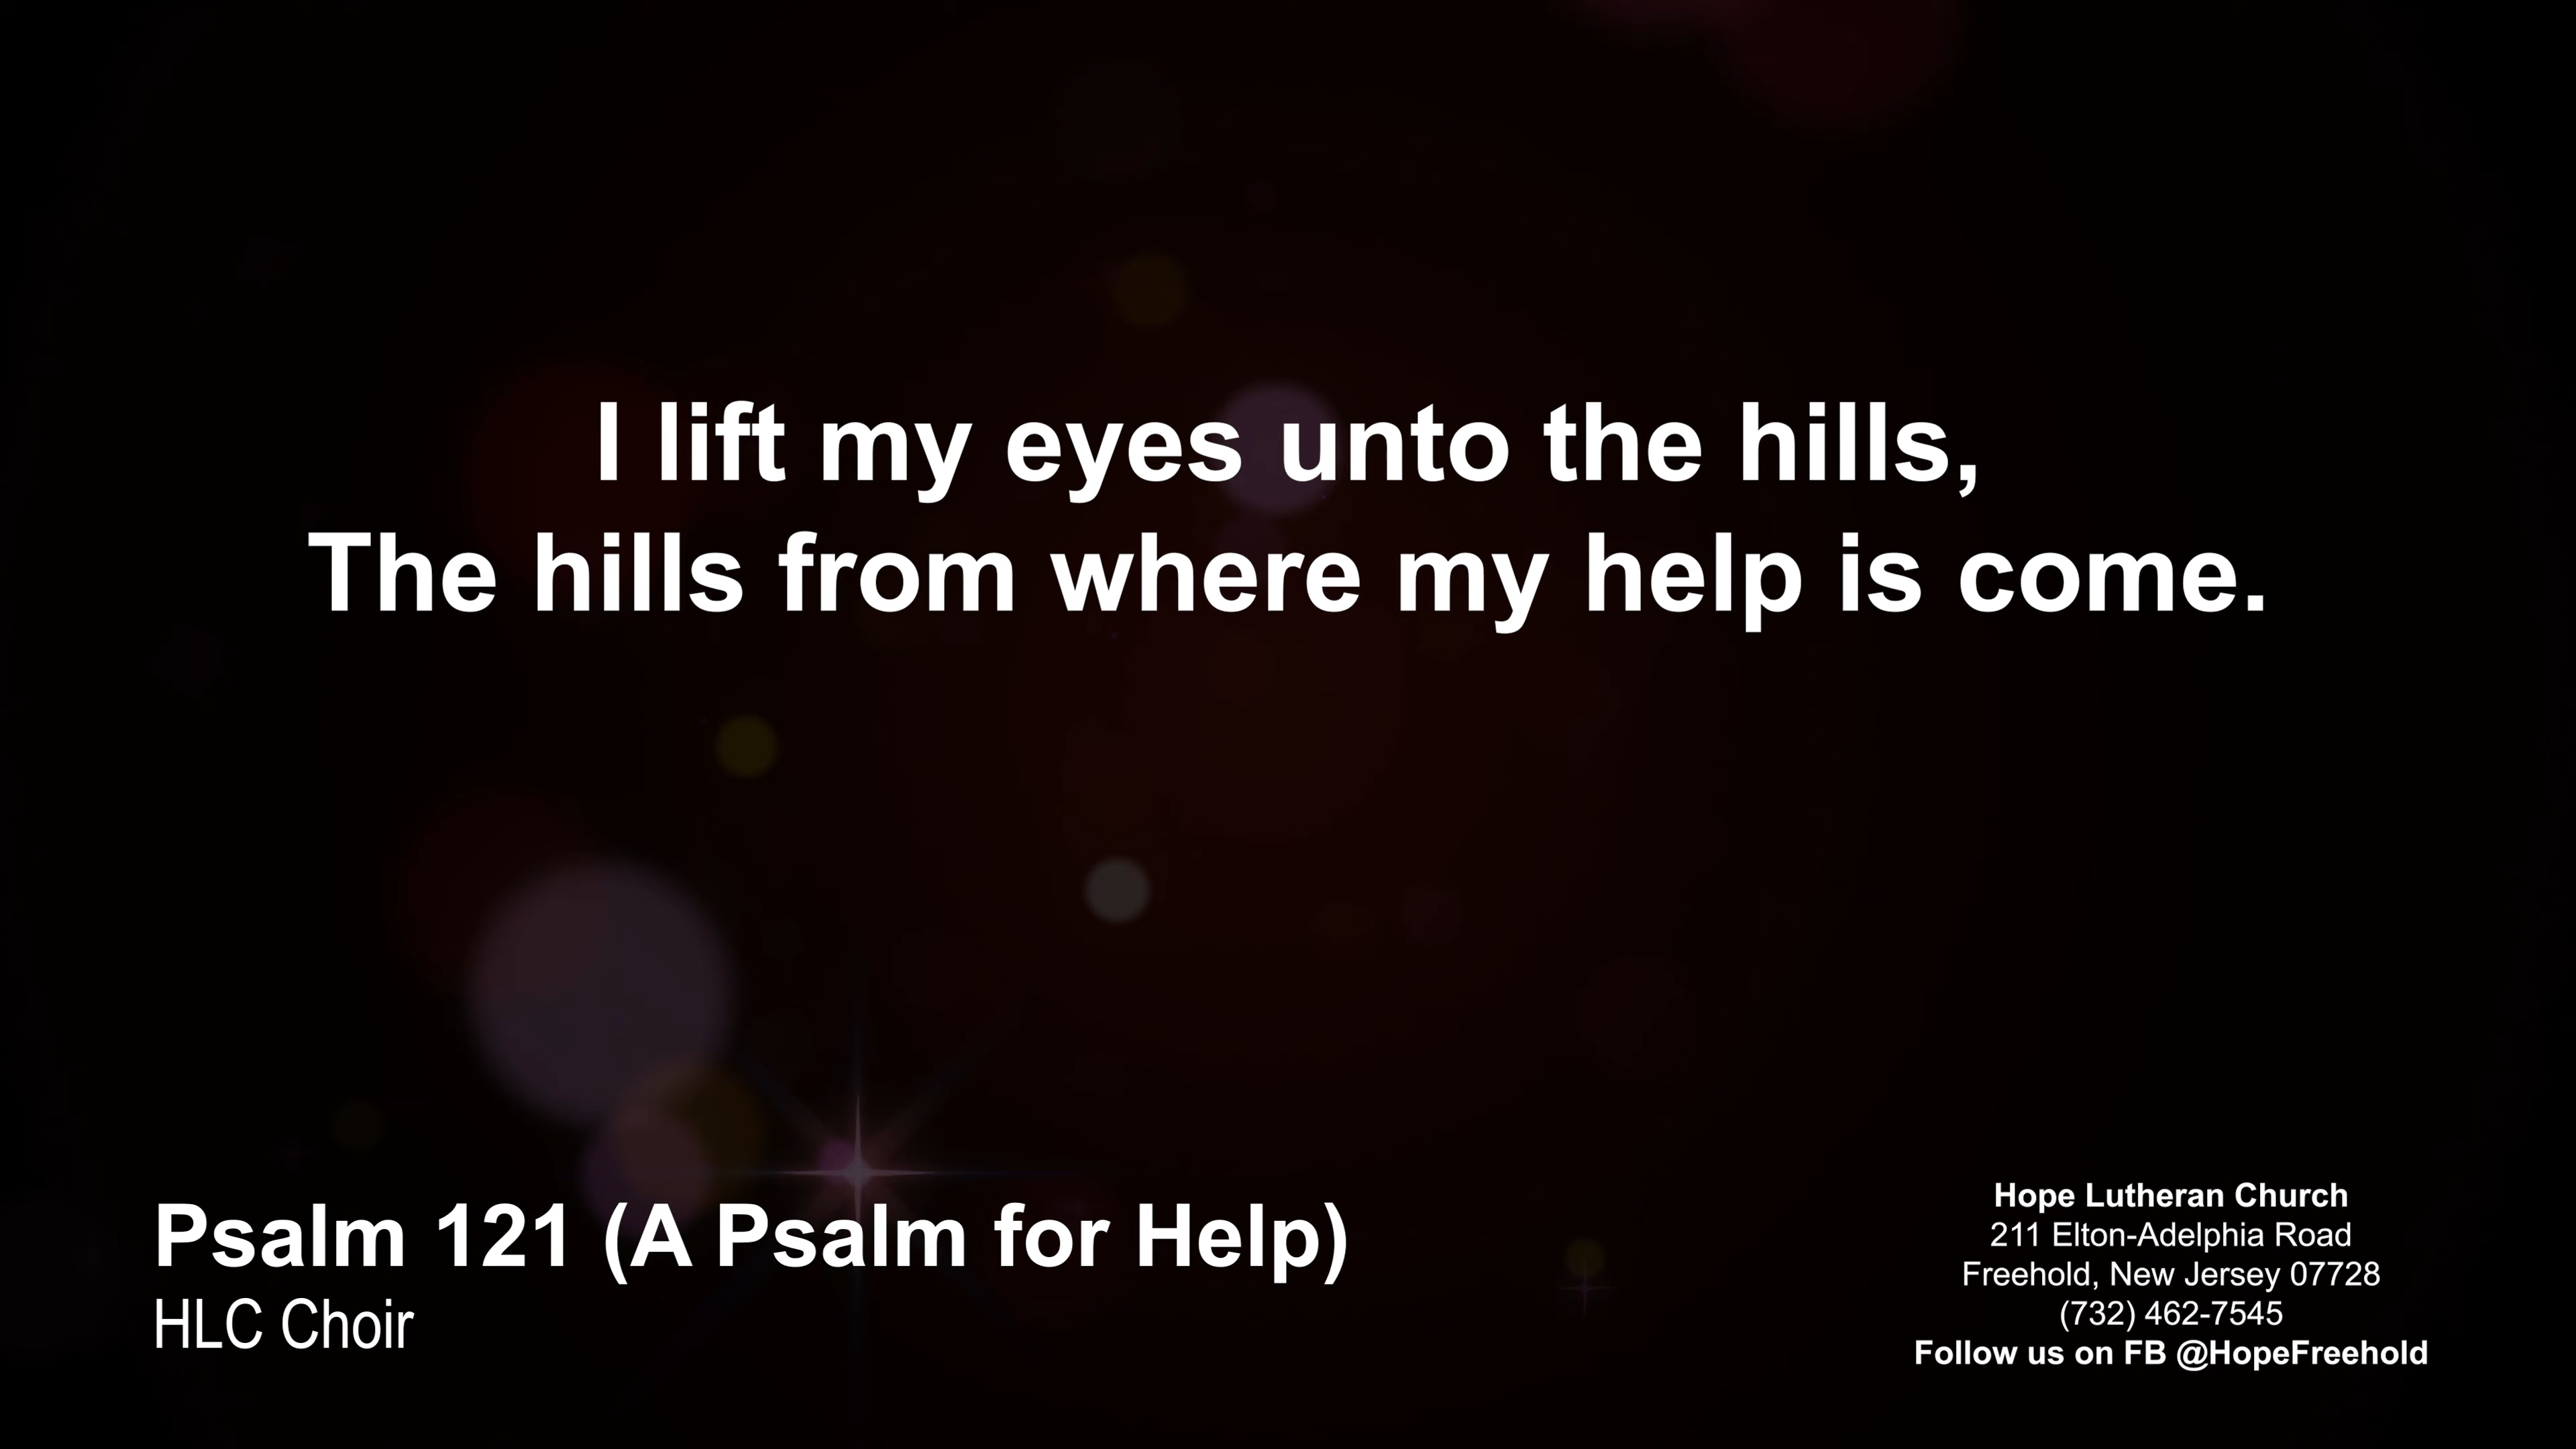 I lift my eyes unto the hills,
The hills from where my help is come.
Psalm 121 (A Psalm for Help)
HLC Choir
Hope Lutheran Church
211 Elton-Adelphia Road
Freehold, New Jersey 07728
(732) 462-7545
Follow us on FB @HopeFreehold